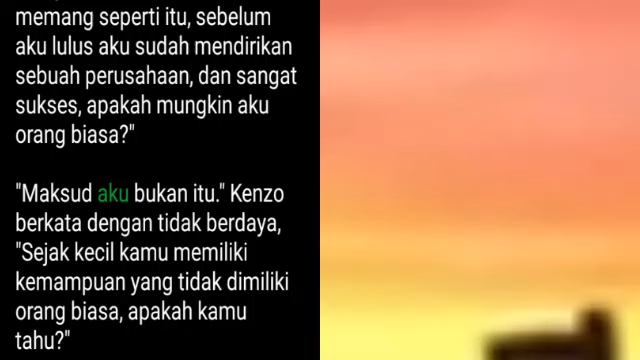 memang seperti itu, sebelum
aku lulus aku sudah mendirikan
sebuah perusahaan, dan sangat
sukses, apakah mungkin aku
orang biasa?"
"Maksud aku bukan itu." Kenzo
berkata dengan tidak berdaya,
"Sejak kecil kamu memiliki
kemampuan yang tidak dimiliki
orang biasa, apakah kamu
tahu?"